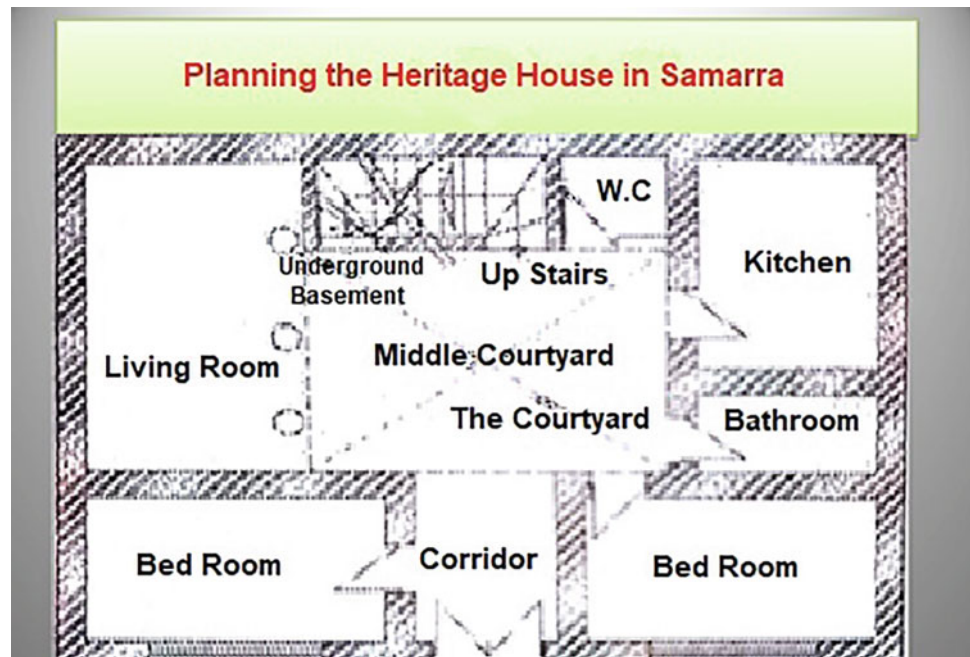 Planning the Heritage House in Samarra
W.C
Kitchen
Underground
Basement
Up Stairs
Living Room
Middle Courtyard
The Courtyard
Bathroom
Bed Room
Corridor
Bed Room